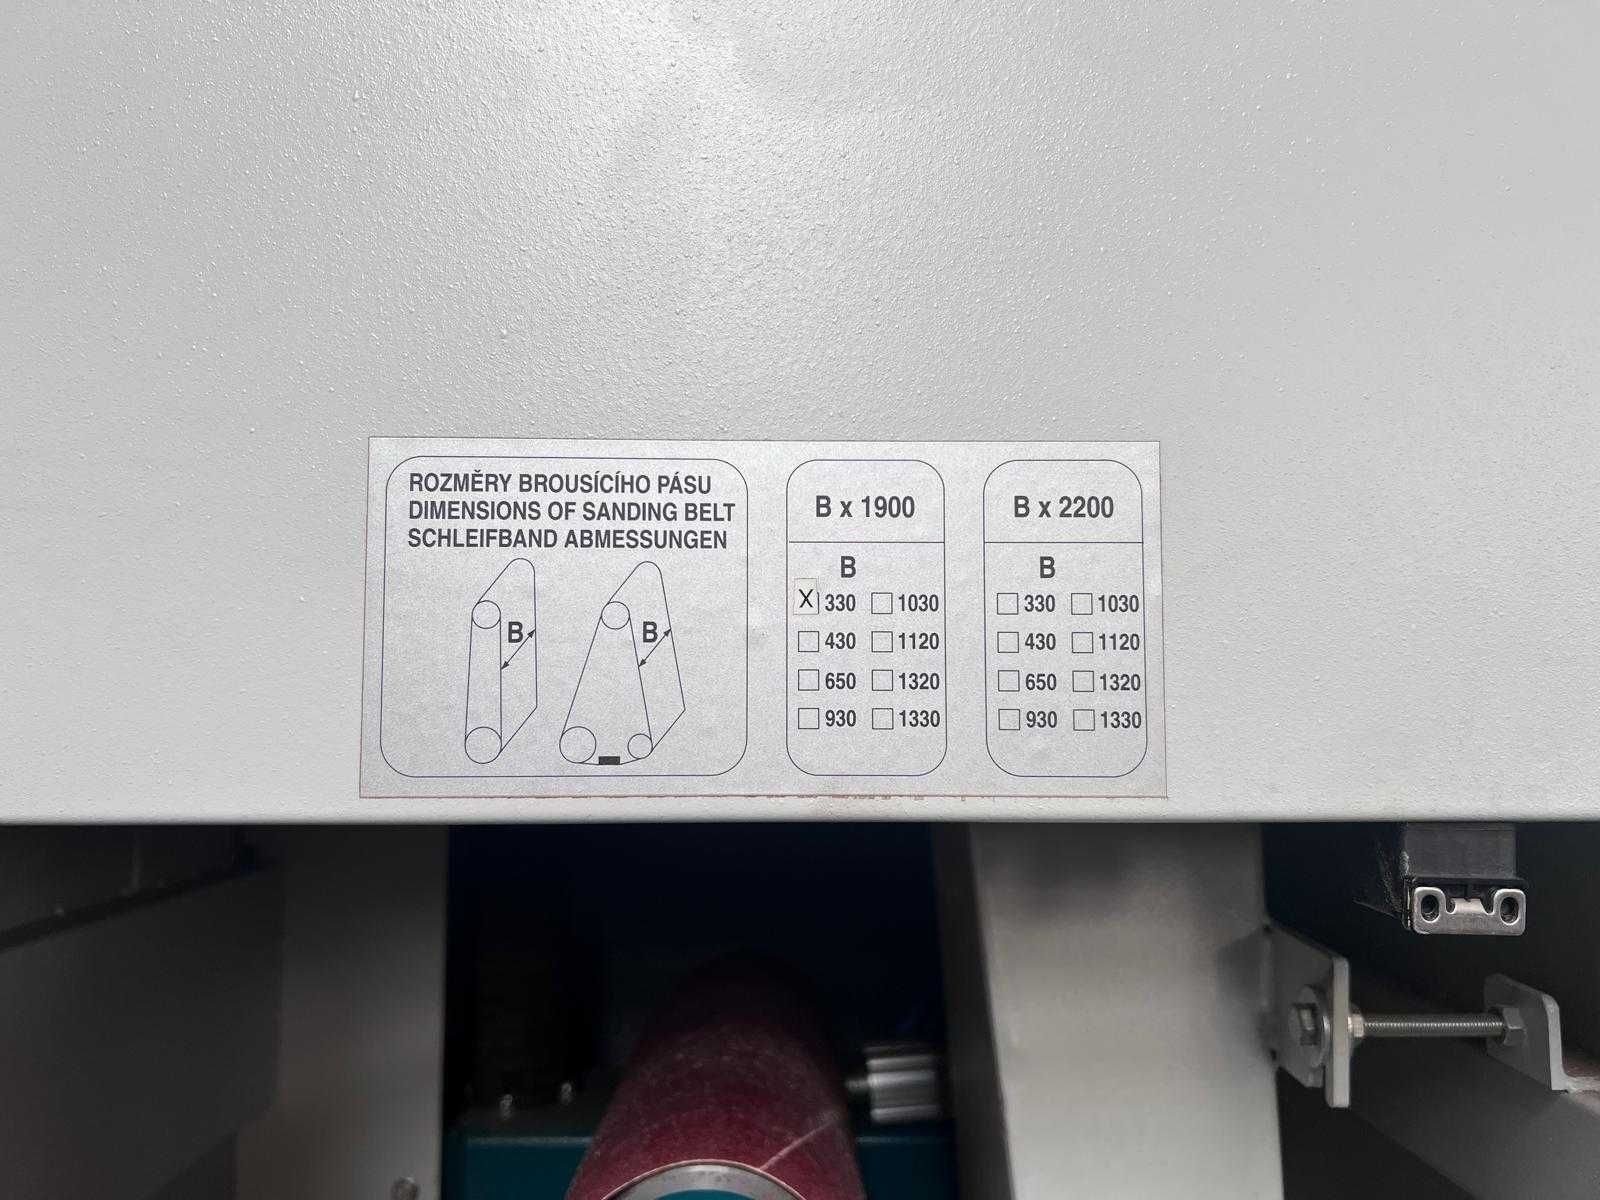 ROZMĚRY BROUSÍCÍHO PÁSU
DIMENSIONS OF SANDING BELT
SCHLEIFBAND ABMESSUNGEN
B
B
B x 1900
B
X 330 1030
430 1120
650 1320
930 1330
B x 2200
B
330 1030
430 1120
650 1320
930 1330